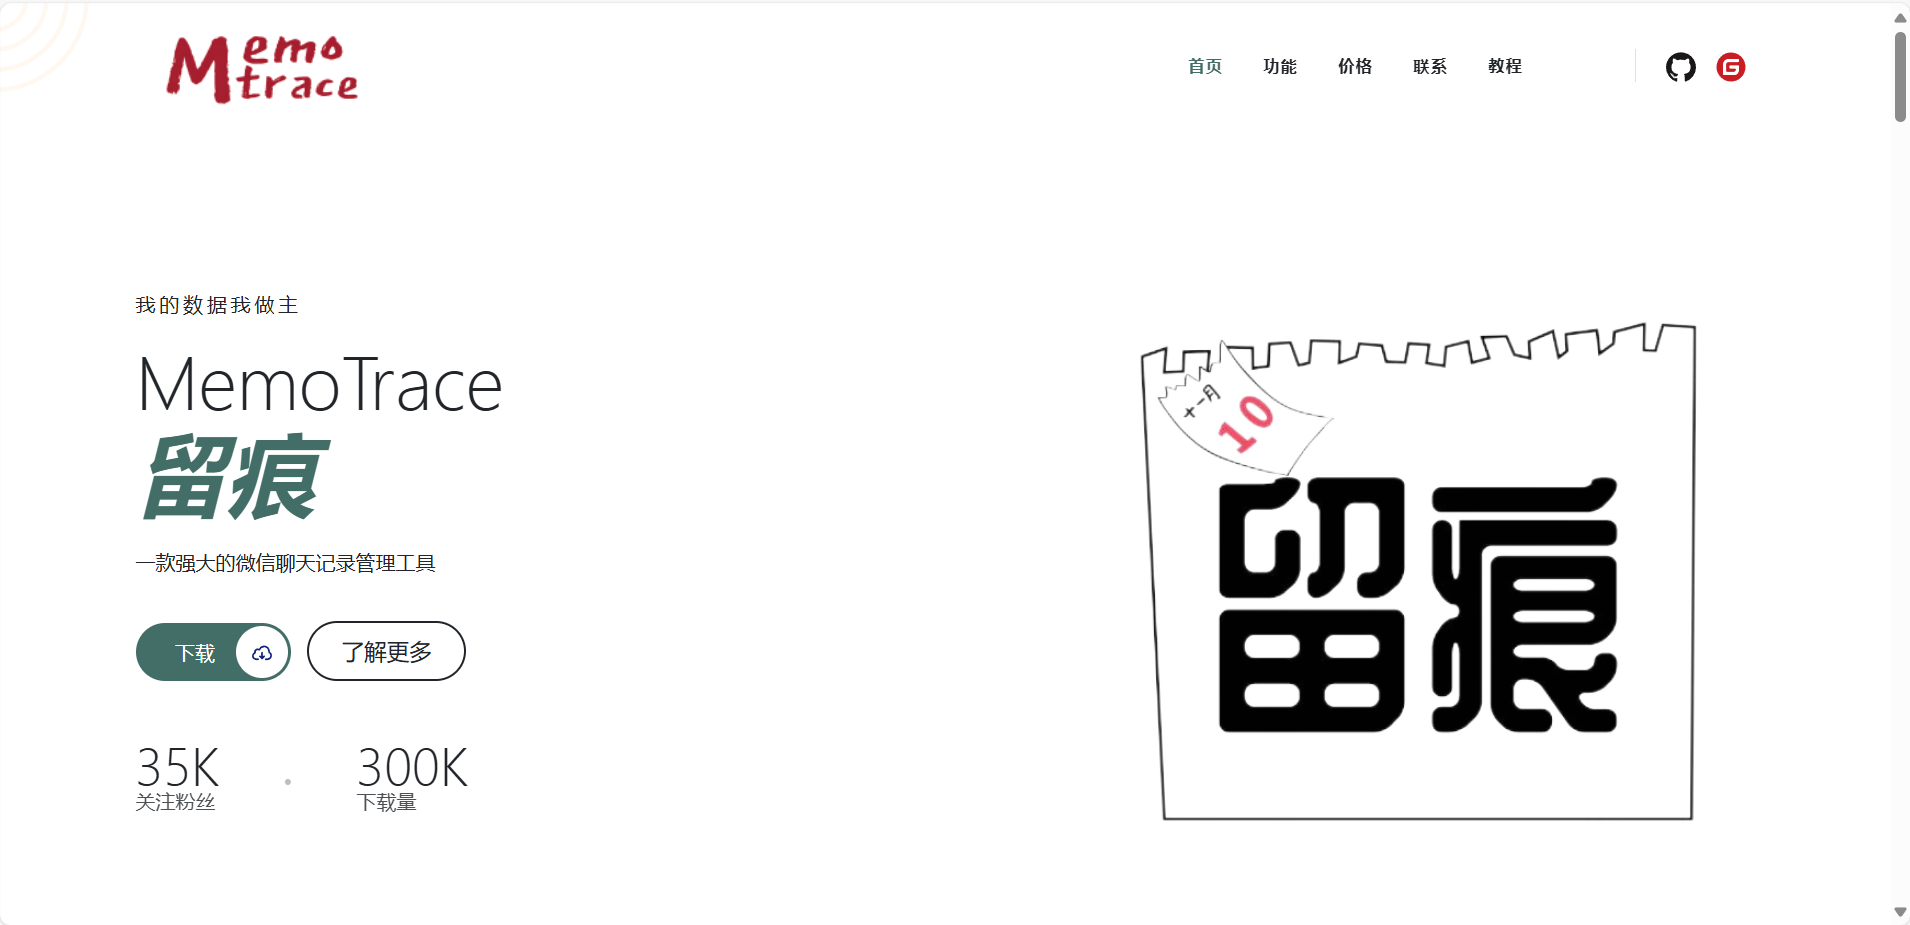 Memo
trace
首页 功能 价格 联系 教程
我的数据我做主
MemoTrace
留痕
一款强大的微信聊天记录管理工具
下载 了解更多
35K 300K
关注粉丝 下载量
十一月
10
留痕